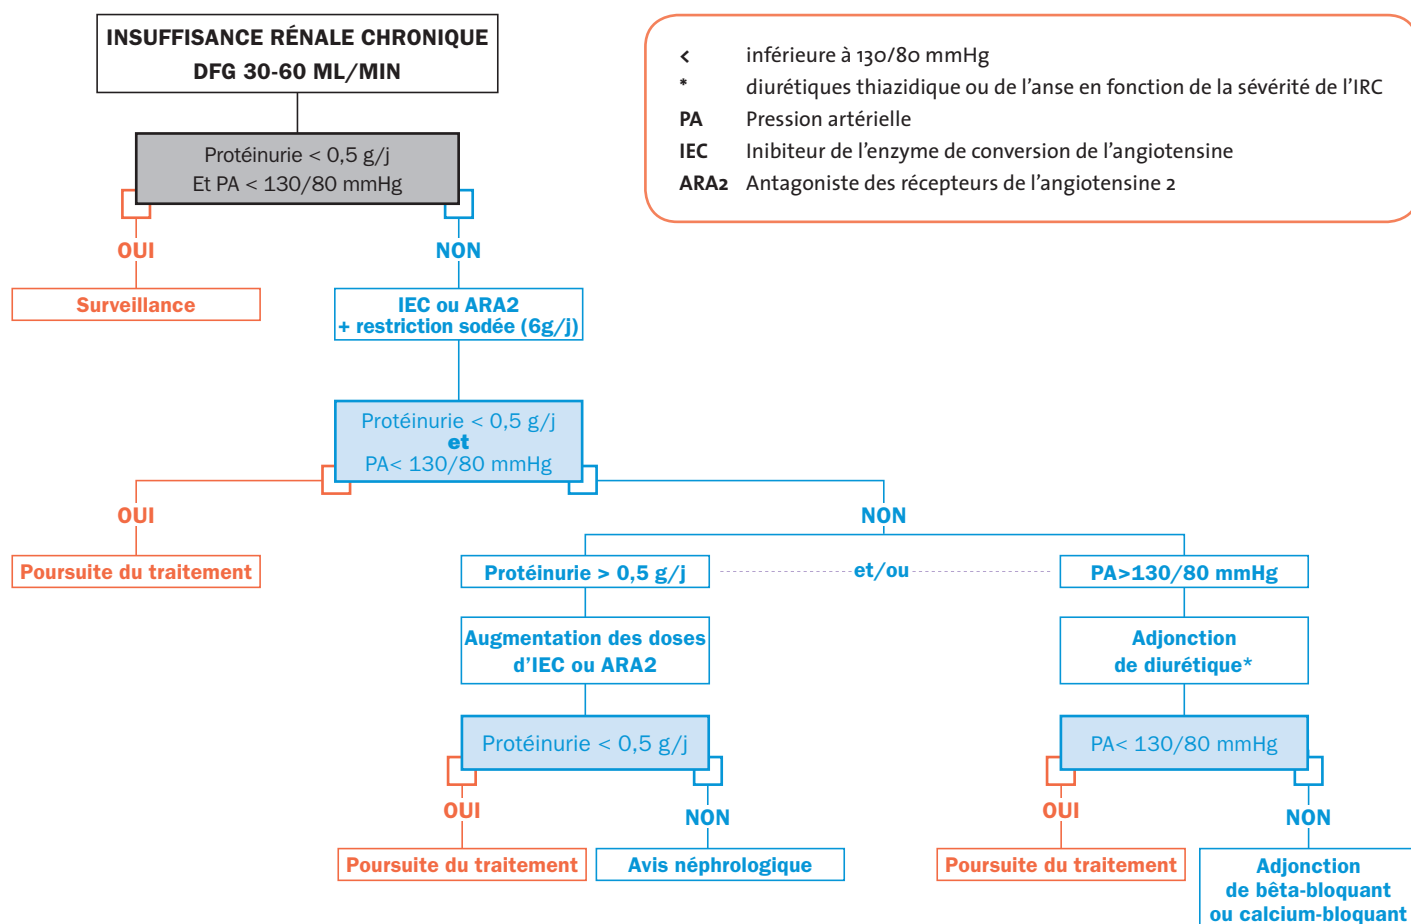 INSUFFISANCE RÉNALE CHRONIQUE
DFG 30-60 ML/MIN
< inférieure à 130/80 mmHg
* diurétiques thiazidique ou de l’anse en fonction de la sévérité de l’IRC
PA Pression artérielle
IEC Inibiteur de l’enzyme de conversion de l’angiotensine
ARA2 Antagoniste des récepteurs de l’angiotensine 2
Protéinurie < 0,5 g/j
Et PA < 130/80 mmHg
OUI
NON
Surveillance
IEC ou ARA2
+ restriction sodée (6g/j)
Protéinurie < 0,5 g/j
et
PA< 130/80 mmHg
OUI
NON
Poursuite du traitement
Protéinurie > 0,5 g/j
et/ou
PA>130/80 mmHg
Augmentation des doses
d’IEC ou ARA2
Adjonction
de diurétique*
Protéinurie < 0,5 g/j
PA< 130/80 mmHg
OUI
NON
OUI
NON
Poursuite du traitement
Avis néphrologique
Poursuite du traitement
Adjonction
de bêta-bloquant
ou calcium-bloquant